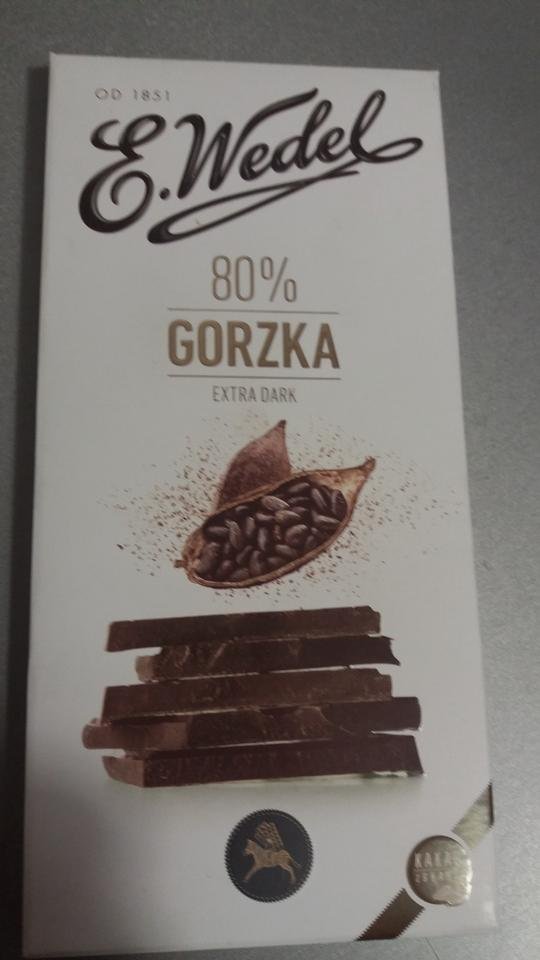 OD 1851
E.Wedel
80%
GORZKA
EXTRA DARK